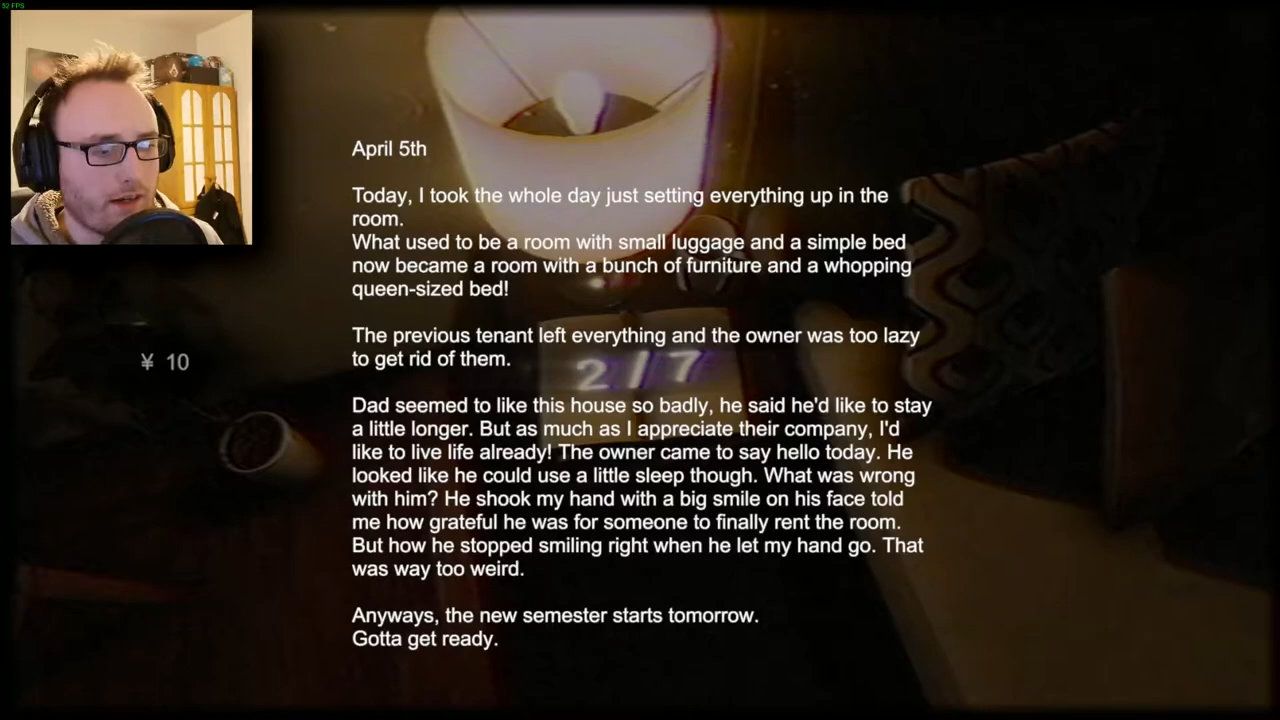 52 FPS
April 5th
Today, I took the whole day just setting everything up in the
room.
What used to be a room with small luggage and a simple bed
now became a room with a bunch of furniture and a whopping
queen-sized bed!
The previous tenant left everything and the owner was too lazy
to get rid of them.
¥ 10
2/7
Dad seemed to like this house so badly, he said he'd like to stay
a little longer. But as much as I appreciate their company, I'd
like to live life already! The owner came to say hello today. He
looked like he could use a little sleep though. What was wrong
with him? He shook my hand with a big smile on his face told
me how grateful he was for someone to finally rent the room.
But how he stopped smiling right when he let my hand go. That
was way too weird.
Anyways, the new semester starts tomorrow.
Gotta get ready.